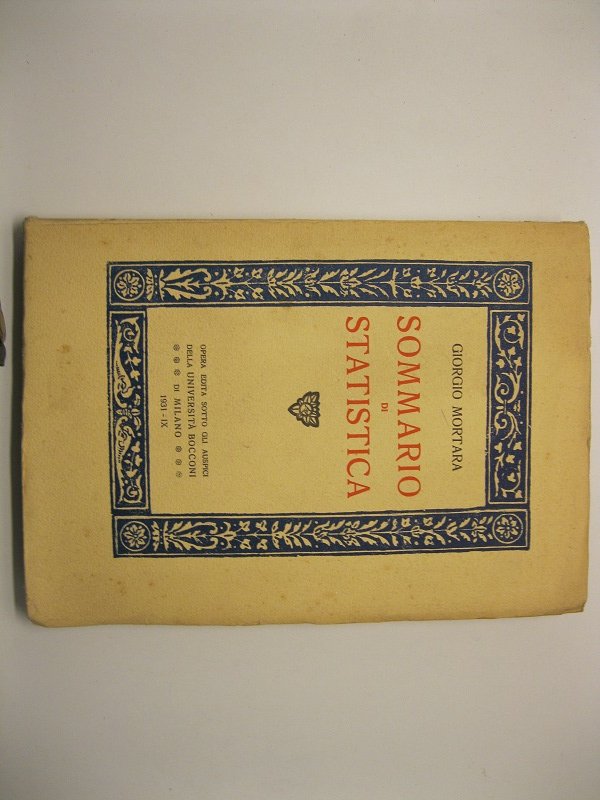 GIORGIO MORTARA
SOMMARIO
DI
STATISTICA
OPERA EDITA SOTTO GLI AUSPICI
DELLA UNIVERSITÀ BOCCONI
DI MILANO
1931 - IX